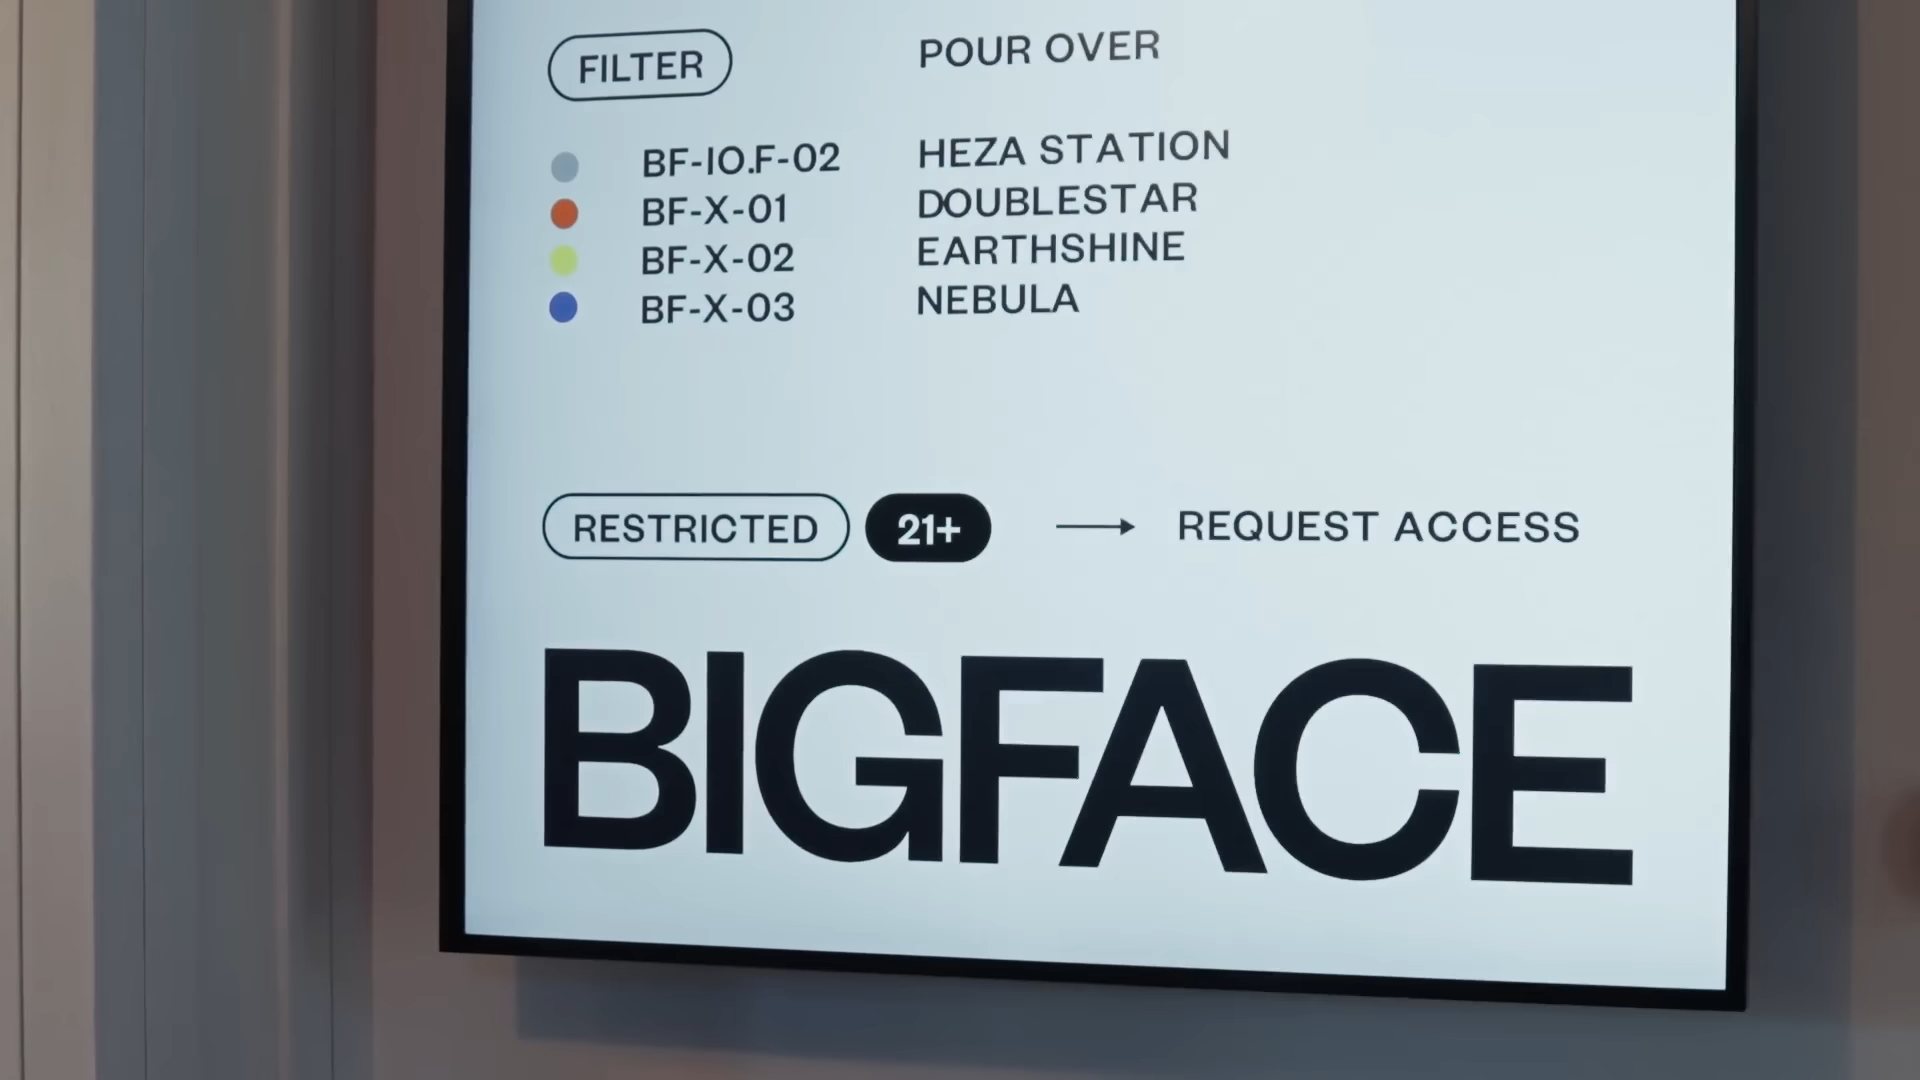 FILTER POUR OVER
BF-IO.F-02 HEZA STATION
BF-X-01 DOUBLESTAR
BF-X-02 EARTHSHINE
BF-X-03 NEBULA
RESTRICTED 21+ → REQUEST ACCESS
BIGFACE